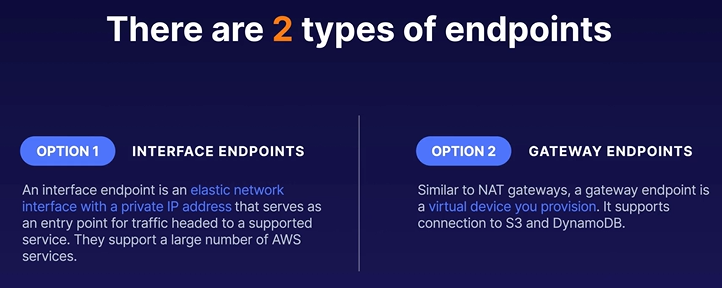 There are 2 types of endpoints
OPTION 1
INTERFACE ENDPOINTS
An interface endpoint is an elastic network
interface with a private IP address that serves as
an entry point for traffic headed to a supported
service. They support a large number of AWS
services.
OPTION 2
GATEWAY ENDPOINTS
Similar to NAT gateways, a gateway endpoint is
a virtual device you provision. It supports
connection to S3 and DynamoDB.